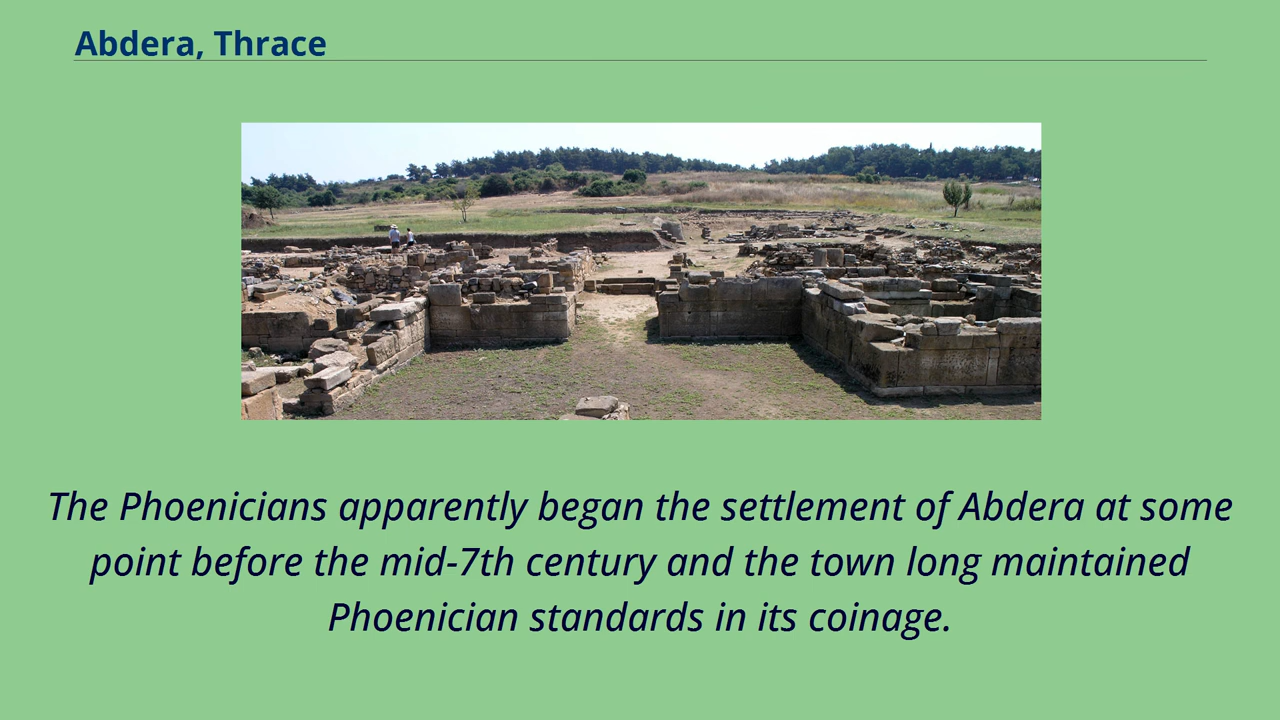 Abdera, Thrace
The Phoenicians apparently began the settlement of Abdera at some
point before the mid-7th century and the town long maintained
Phoenician standards in its coinage.